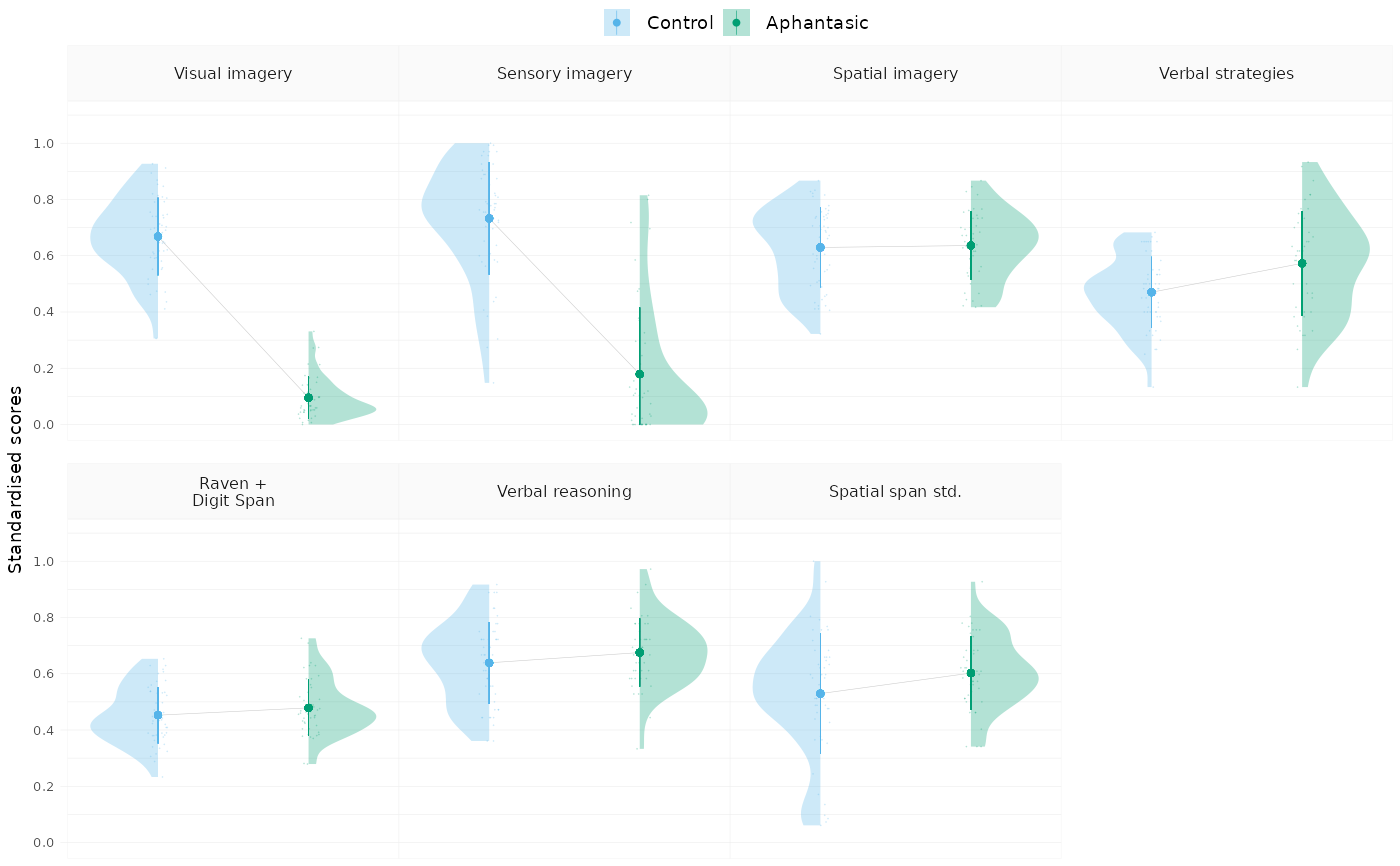 Control Aphantasic
Visual imagery Sensory imagery Spatial imagery Verbal strategies
1.0
0.8
0.6
0.4
0.2
0.0
Standardised scores
Raven +
Digit Span
Verbal reasoning Spatial span std.
1.0
0.8
0.6
0.4
0.2
0.0